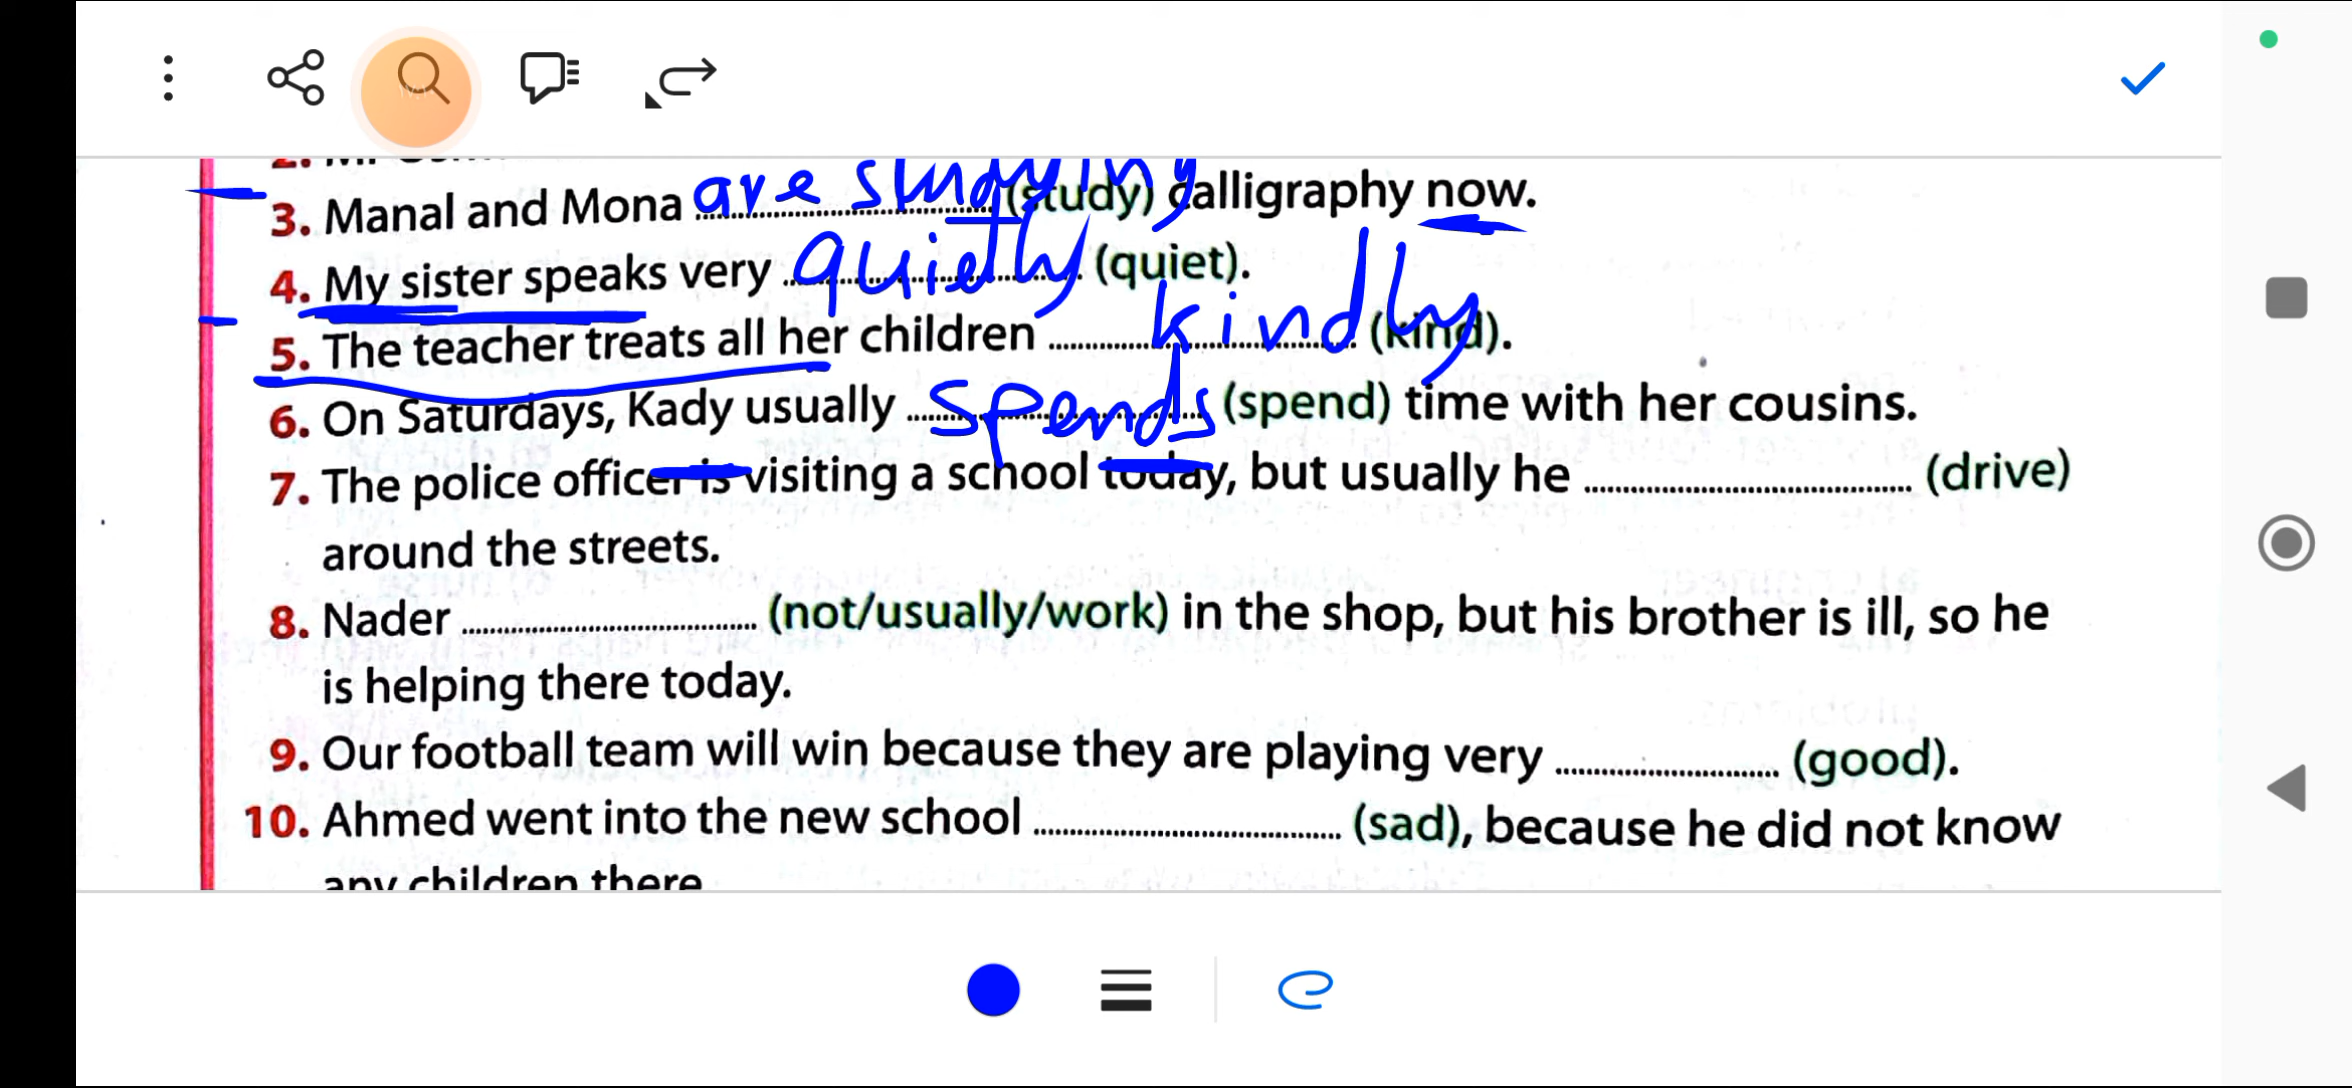 3. Manal and Mona are studying (study) calligraphy now.
4. My sister speaks very quietly (quiet).
5. The teacher treats all her children kindly (kind).
6. On Saturdays, Kady usually spends (spend) time with her cousins.
7. The police officer is visiting a school today, but usually he .......... (drive)
around the streets.
8. Nader .......... (not/usually/work) in the shop, but his brother is ill, so he
is helping there today.
9. Our football team will win because they are playing very .......... (good).
10. Ahmed went into the new school .......... (sad), because he did not know
any children there